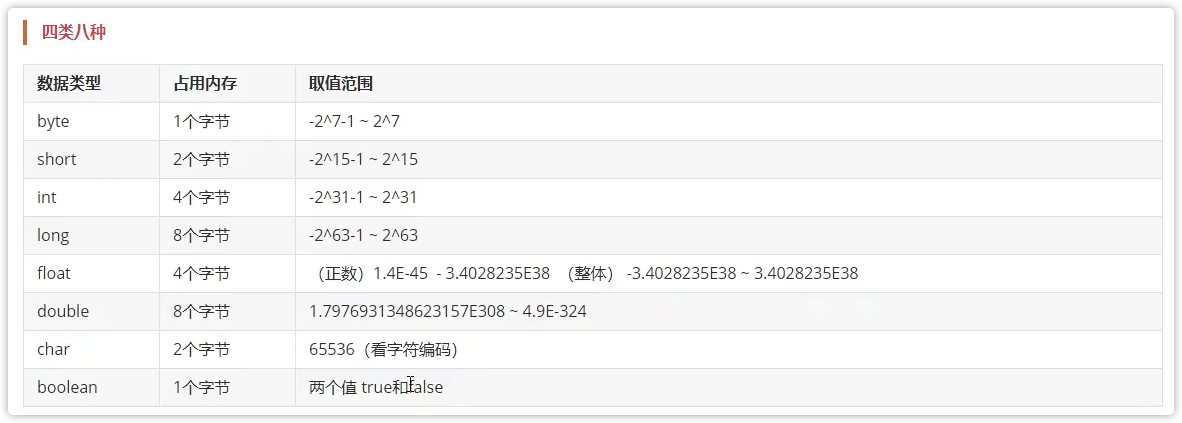 四类八种
数据类型 占用内存 取值范围
byte 1个字节 -2^7-1 ~ 2^7
short 2个字节 -2^15-1 ~ 2^15
int 4个字节 -2^31-1 ~ 2^31
long 8个字节 -2^63-1 ~ 2^63
float 4个字节 （正数）1.4E-45 - 3.4028235E38 （整体） -3.4028235E38 ~ 3.4028235E38
double 8个字节 1.7976931348623157E308 ~ 4.9E-324
char 2个字节 65536（看字符编码）
boolean 1个字节 两个值 true和false